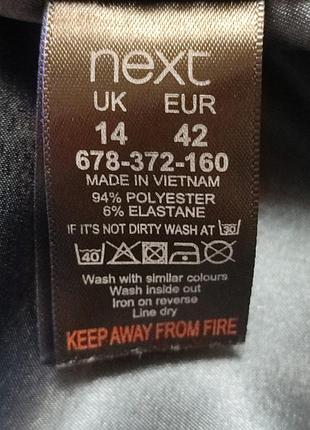 next
UK EUR
14 42
678-372-160
MADE IN VIETNAM
94% POLYESTER
6% ELASTANE
IF IT'S NOT DIRTY WASH AT 30
40
Wash with similar colours
Wash inside out
Iron on reverse
Line dry
KEEP AWAY FROM FIRE